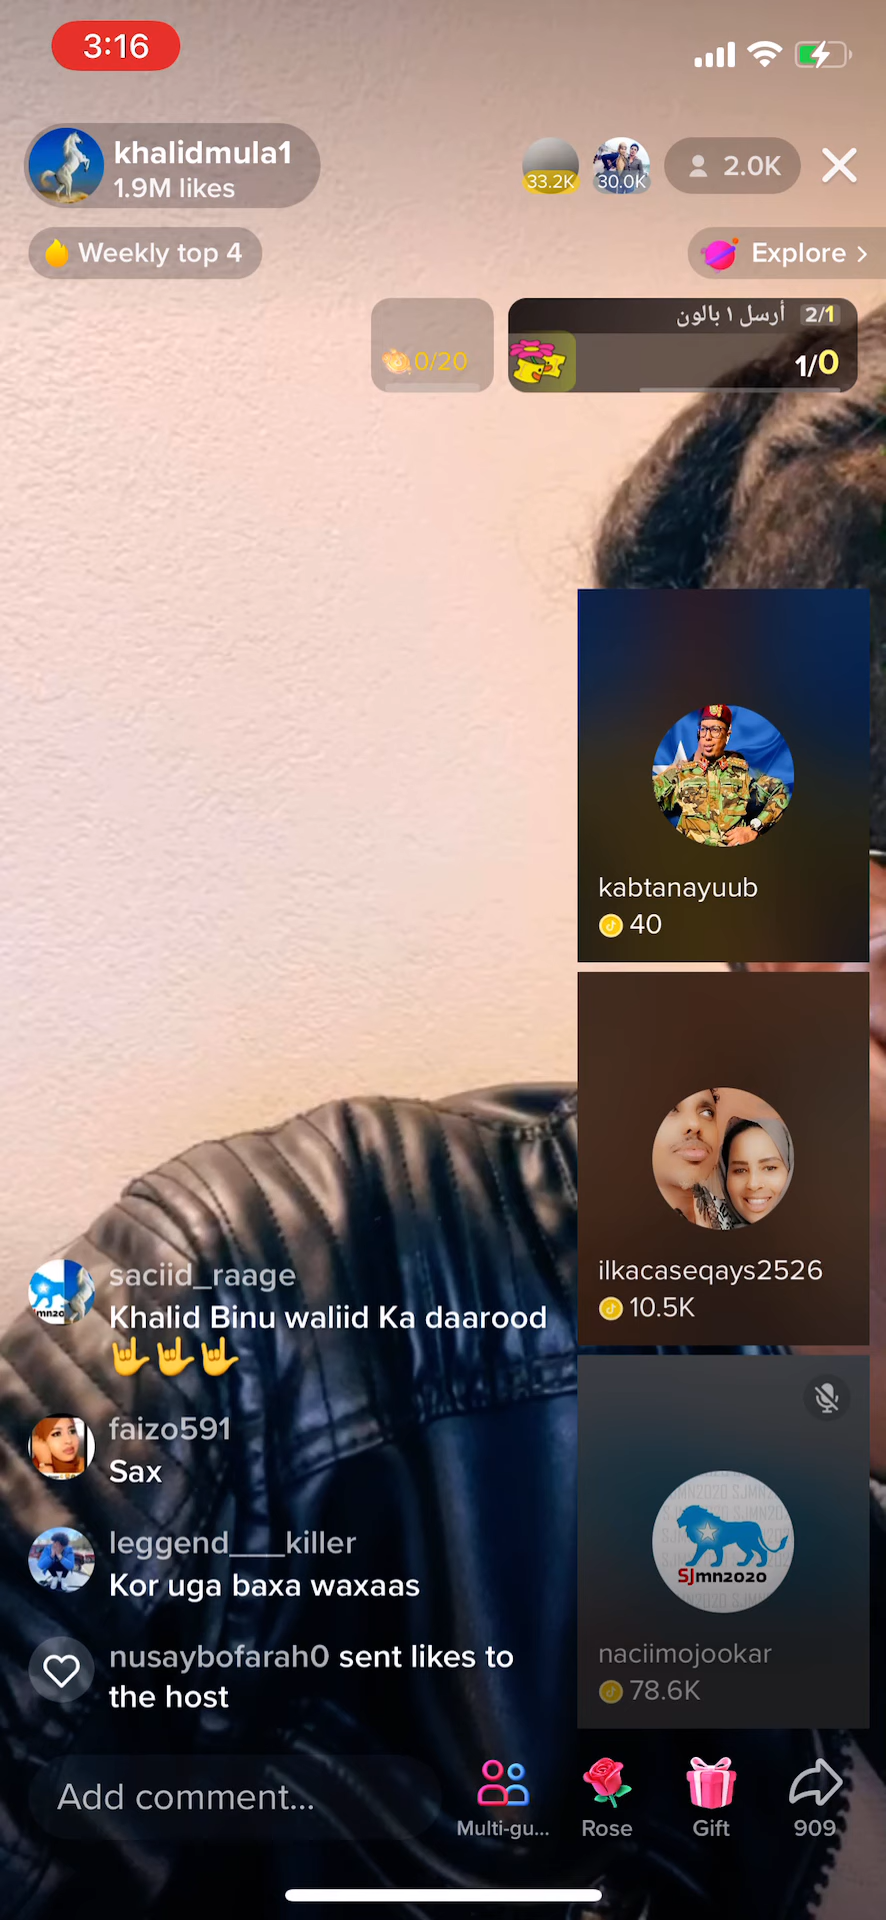 3:16
khalidmula1
1.9M likes
33.2K
30.0K
2.0K
Weekly top 4
Explore >
0/20
أرسل ١ بالون 2/1
1/0
kabtanayuub
40
ilkacaseqays2526
10.5K
saciid_raage
Khalid Binu waliid Ka daarood
🤟🤟🤟
faizo591
Sax
leggend___killer
Kor uga baxa waxaas
nusaybofarah0 sent likes to
the host
SJmn2020
naciimojookar
78.6K
Add comment...
Multi-gu...
Rose
Gift
909